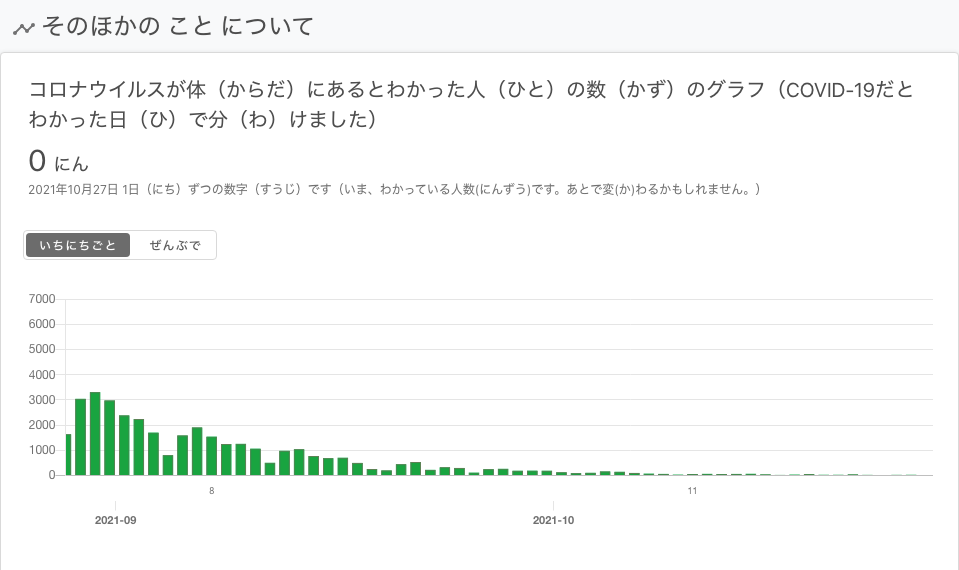 そのほかの こと について
コロナウイルスが体（からだ）にあるとわかった人（ひと）の数（かず）のグラフ（COVID-19だと
わかった日（ひ）で分（わ）けました）
0 にん
2021年10月27日 1日（にち）ずつの数字（すうじ）です（いま、わかっている人数(にんずう)です。あとで変(か)わるかもしれません。）
いちにちごと ぜんぶで
7000
6000
5000
4000
3000
2000
1000
0
8 11
2021-09 2021-10